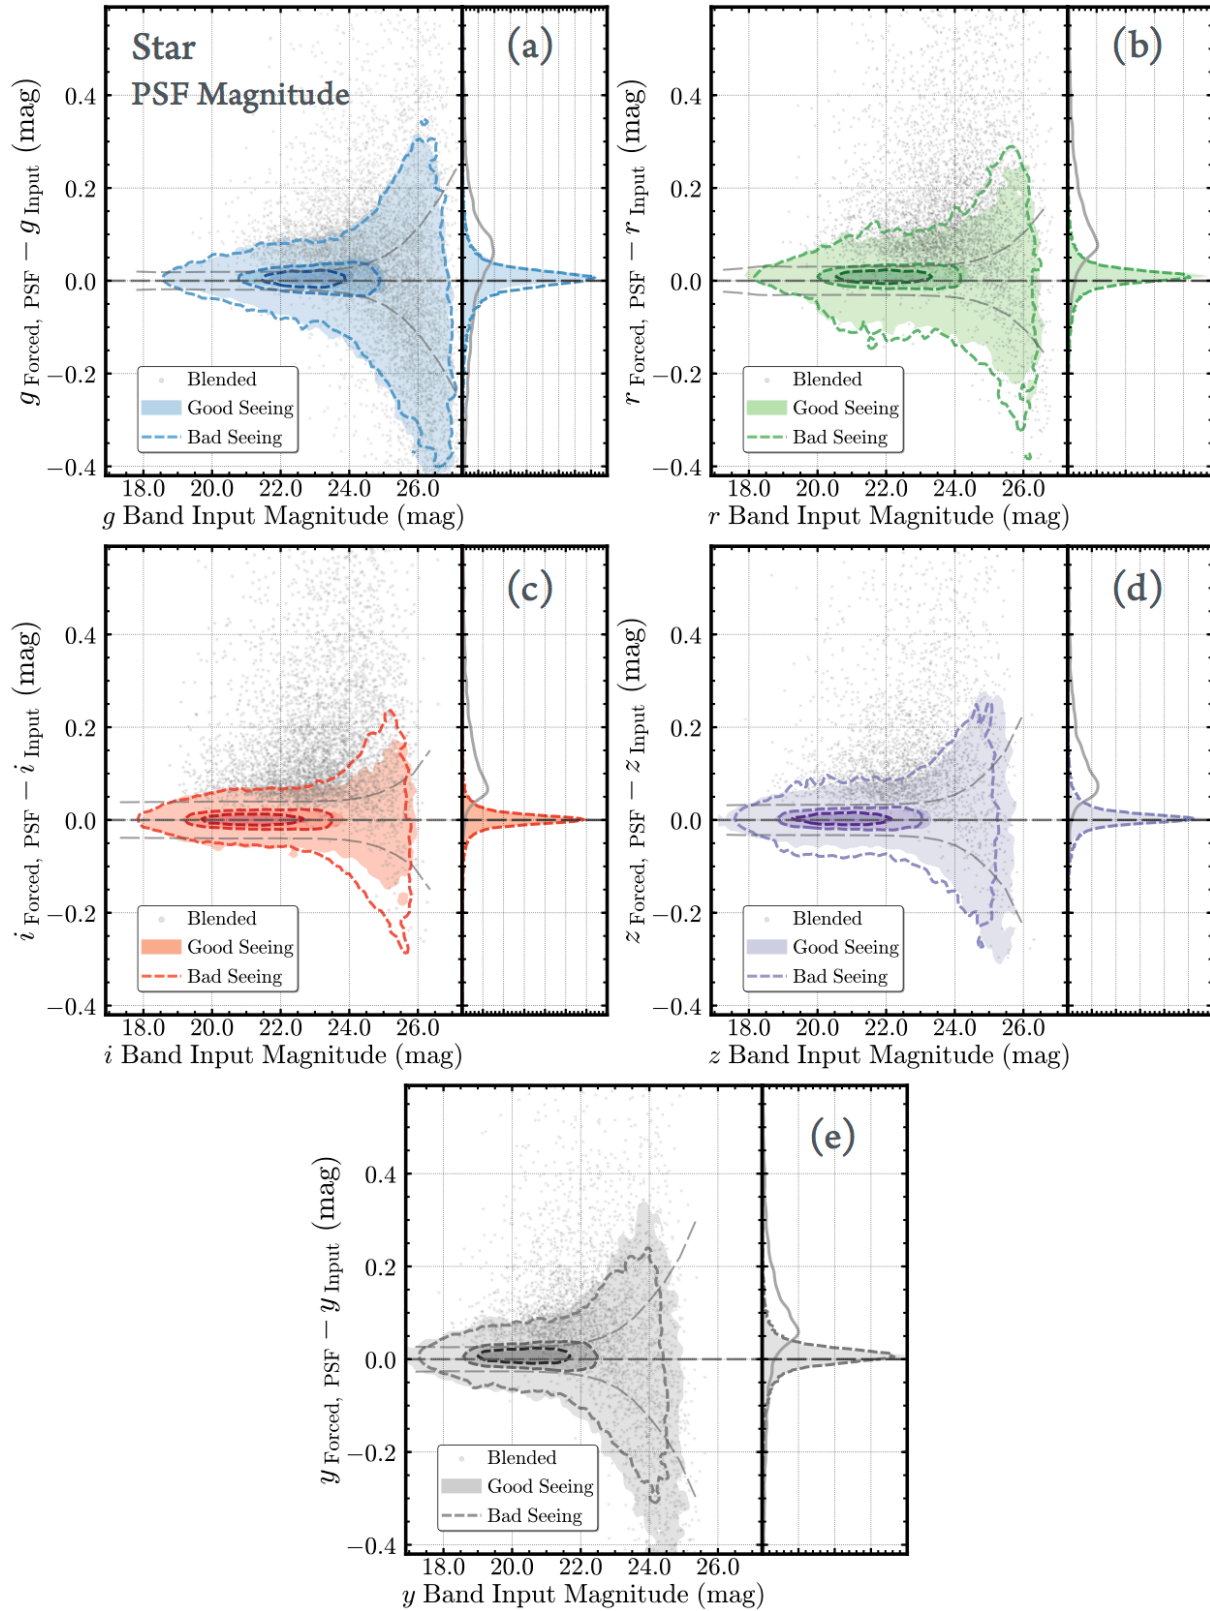 Star
PSF Magnitude
(a)
g Forced, PSF − g Input (mag)
0.4
0.2
0.0
−0.2
−0.4
Blended
Good Seeing
Bad Seeing
18.0 20.0 22.0 24.0 26.0
g Band Input Magnitude (mag)
(b)
r Forced, PSF − r Input (mag)
0.4
0.2
0.0
−0.2
−0.4
Blended
Good Seeing
Bad Seeing
18.0 20.0 22.0 24.0 26.0
r Band Input Magnitude (mag)
(c)
i Forced, PSF − i Input (mag)
0.4
0.2
0.0
−0.2
−0.4
Blended
Good Seeing
Bad Seeing
18.0 20.0 22.0 24.0 26.0
i Band Input Magnitude (mag)
(d)
z Forced, PSF − z Input (mag)
0.4
0.2
0.0
−0.2
−0.4
Blended
Good Seeing
Bad Seeing
18.0 20.0 22.0 24.0 26.0
z Band Input Magnitude (mag)
(e)
y Forced, PSF − y Input (mag)
0.4
0.2
0.0
−0.2
−0.4
Blended
Good Seeing
Bad Seeing
18.0 20.0 22.0 24.0 26.0
y Band Input Magnitude (mag)